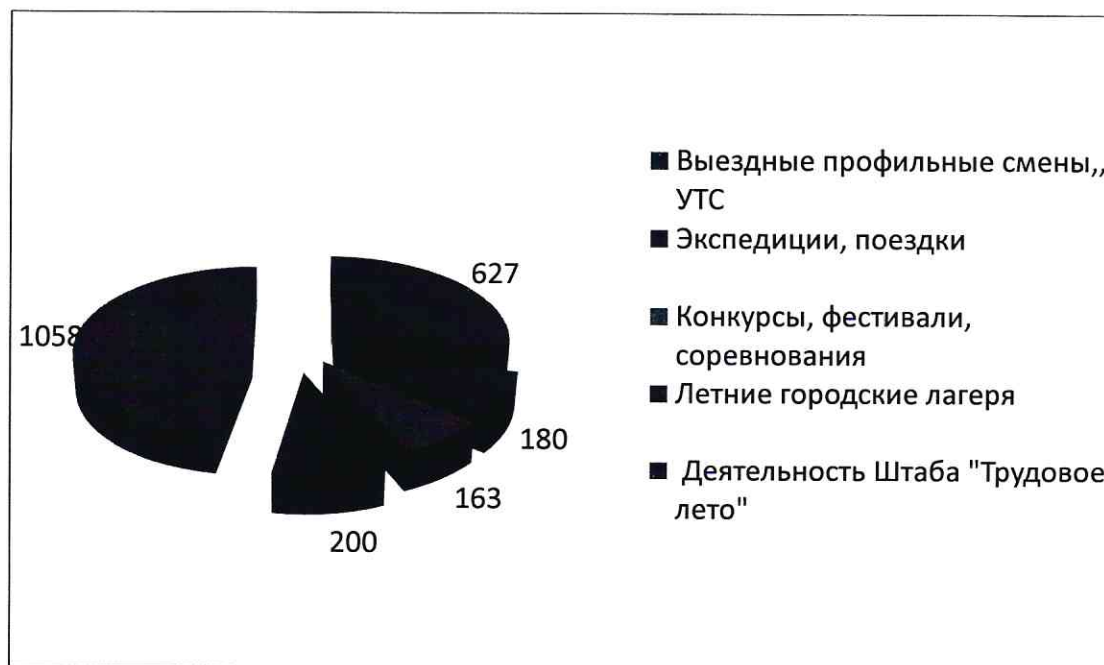 Выездные профильные смены,,
УТС
Экспедиции, поездки
Конкурсы, фестивали,
соревнования
Летние городские лагеря
Деятельность Штаба "Трудовое
лето"
627
1058
180
163
200